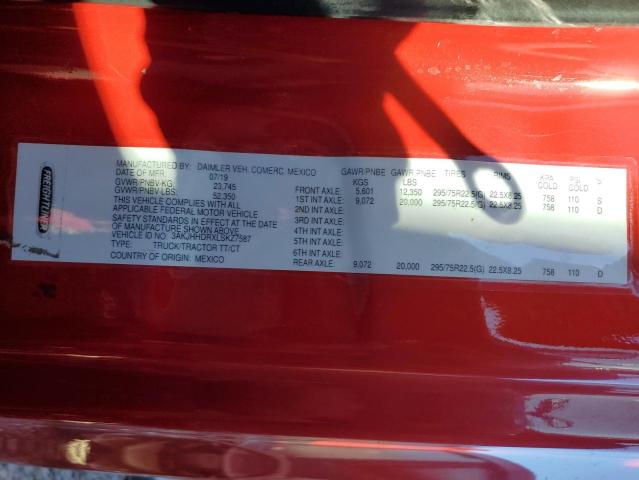 FREIGHTLINER
MANUFACTURED BY: DAIMLER VEH. COMERC. MEXICO
DATE OF MFR: 07/19
GVWR/PNBV-KG: 23,745
GVWR/PNBV-LBS: 52,350
THIS VEHICLE COMPLIES WITH ALL
APPLICABLE FEDERAL MOTOR VEHICLE
SAFETY STANDARDS IN EFFECT AT THE DATE
OF MANUFACTURE SHOWN ABOVE.
VEHICLE ID NO.: 3AKJHHDRXLSKZ7587
TYPE: TRUCK/TRACTOR TT/CT
COUNTRY OF ORIGIN: MEXICO
GAWR/PNBE GAWR/PNBE TIRES RIMS KPA PSI *S
KGS LBS COLD COLD
FRONT AXLE: 5,601 12,350 295/75R22.5(G) 22.5X8.25 758 110 S
1ST INT AXLE: 9,072 20,000 295/75R22.5(G) 22.5X8.25 758 110 D
2ND INT AXLE:
3RD INT AXLE:
4TH INT AXLE:
5TH INT AXLE:
6TH INT AXLE:
REAR AXLE: 9,072 20,000 295/75R22.5(G) 22.5X8.25 758 110 D